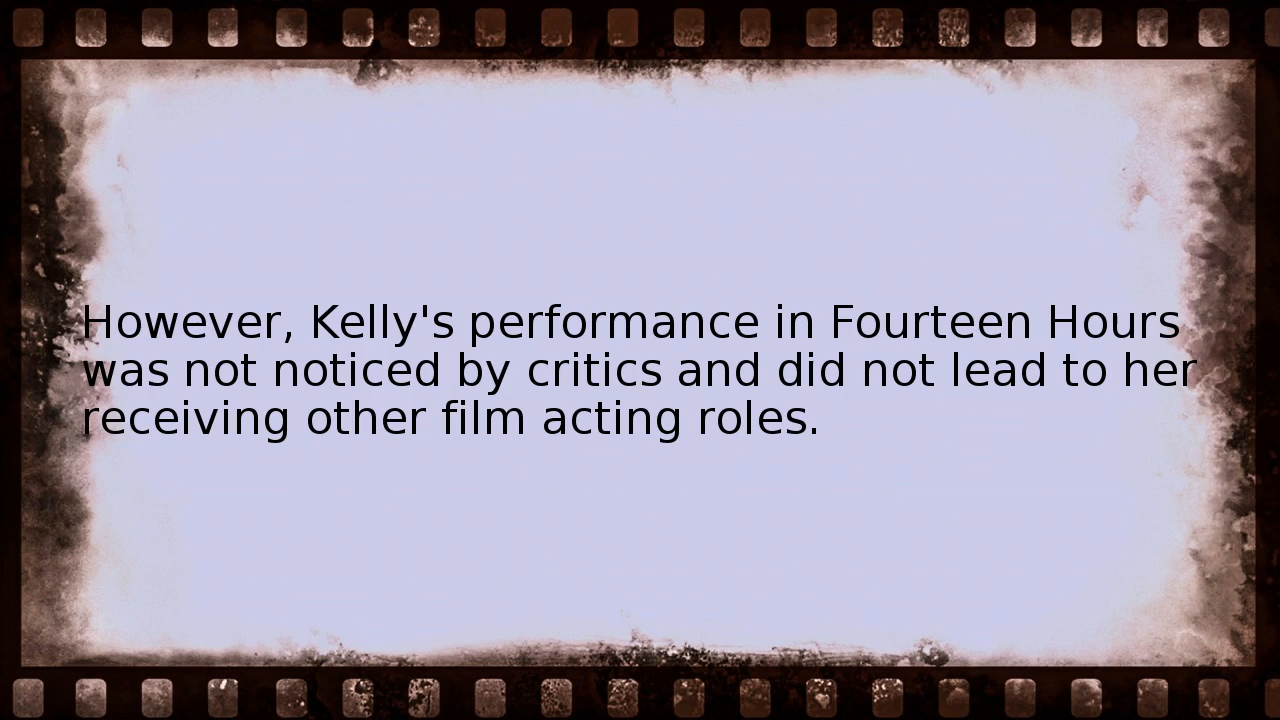 However, Kelly's performance in Fourteen Hours
was not noticed by critics and did not lead to her
receiving other film acting roles.